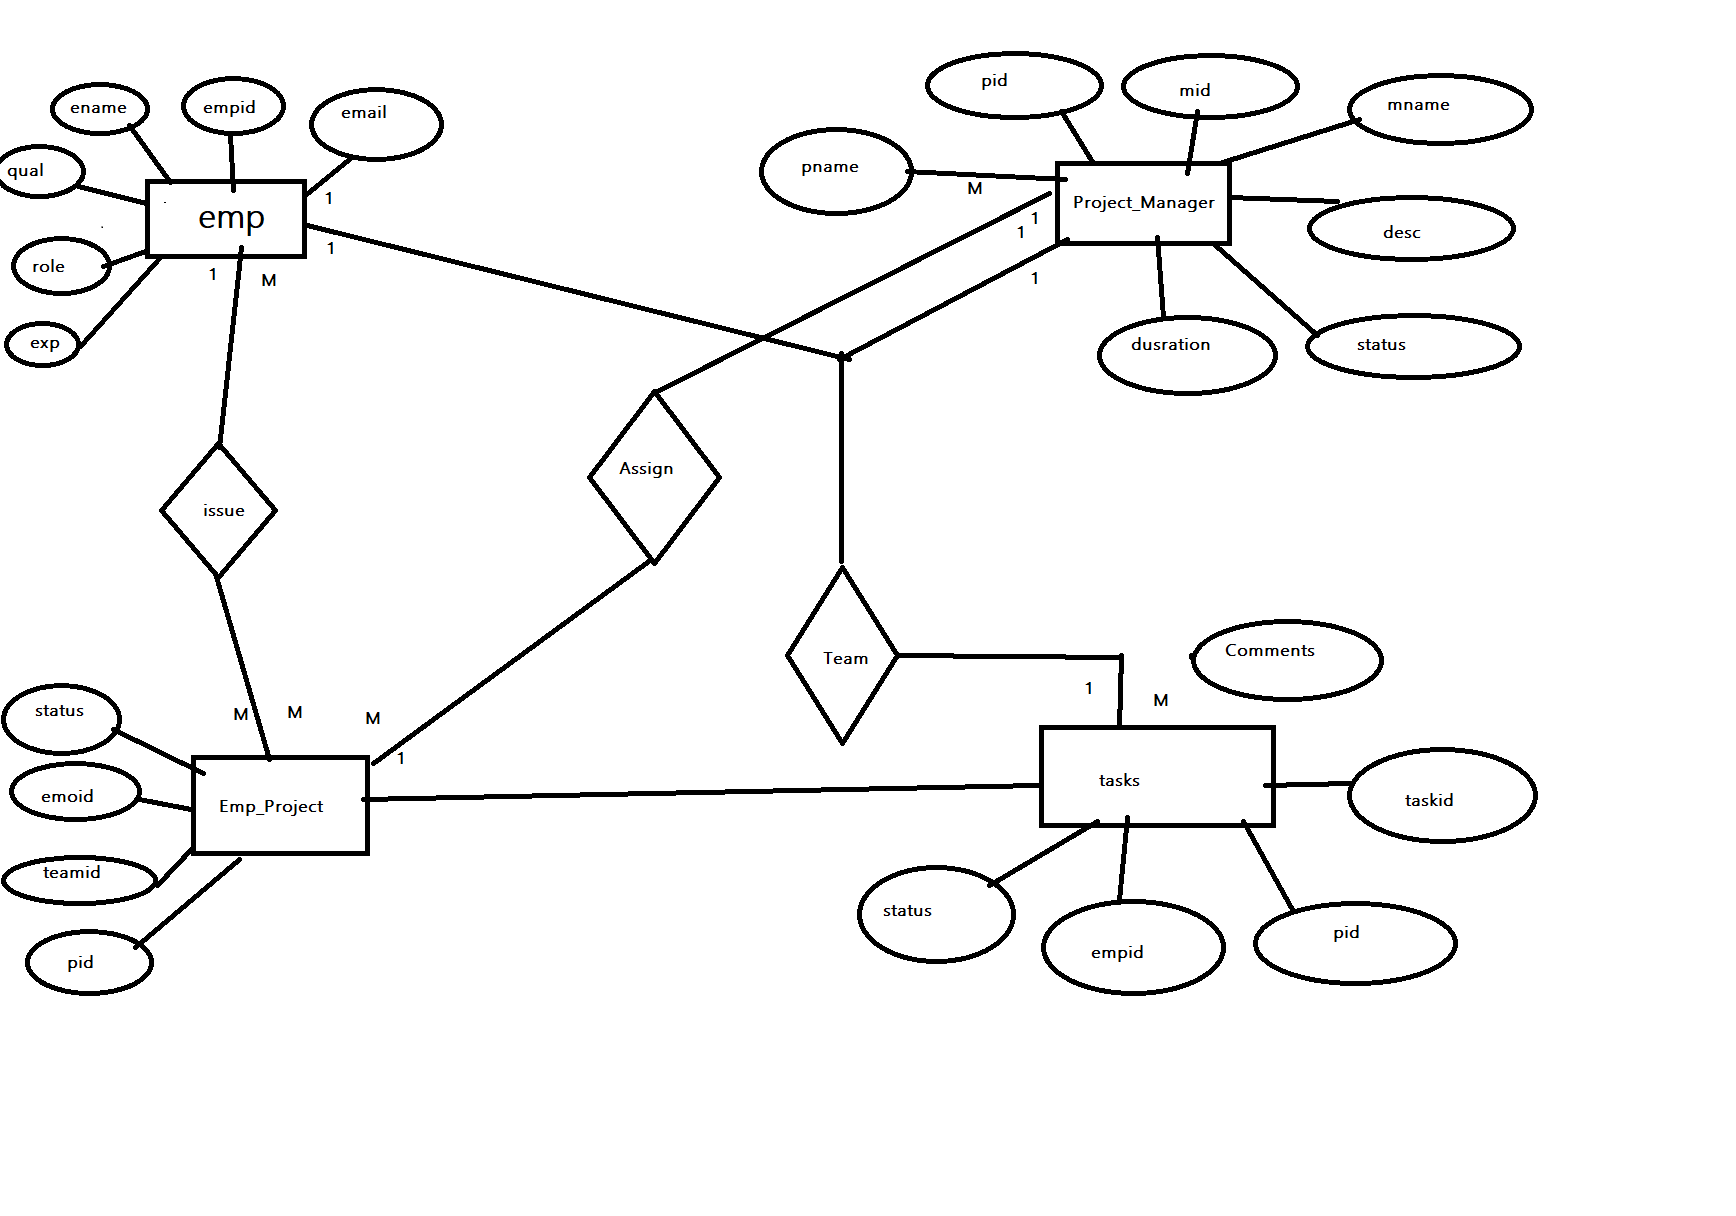 pid
mid
mname
ename
empid
email
pname
qual
emp
M
1
1
1
1
Project_Manager
desc
role
1
M
1
exp
dusration
status
Assign
issue
Team
Comments
1
M
status
M
M
M
1
emoid
Emp_Project
tasks
taskid
teamid
status
empid
pid
pid